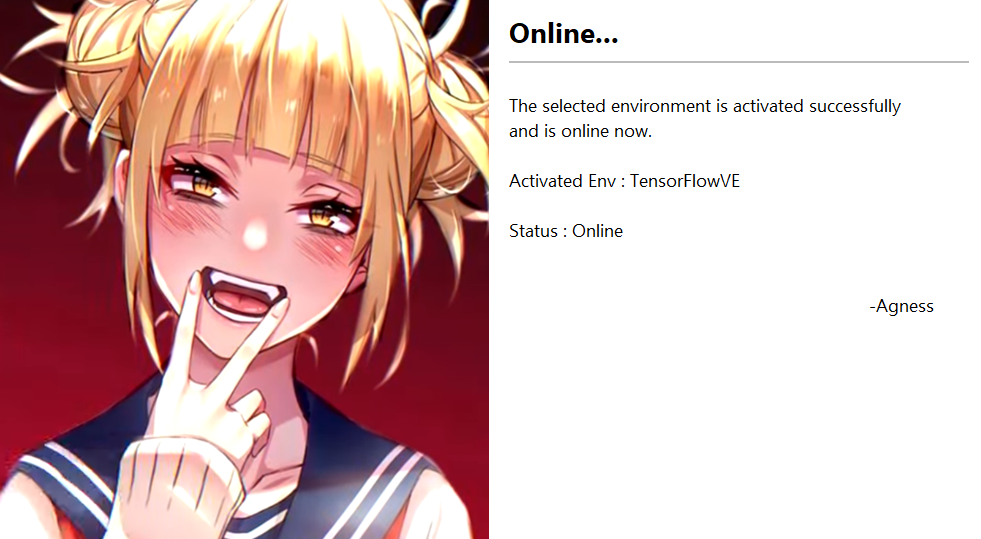 Online...
The selected environment is activated successfully
and is online now.
Activated Env : TensorFlowVE
Status : Online
-Agness